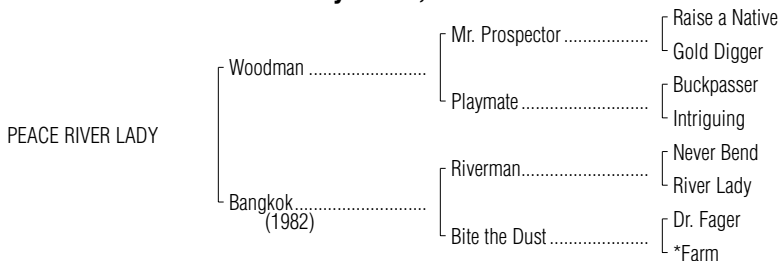 Raise a Native
Mr. Prospector ....................
Gold Digger
Woodman ...........................
Buckpasser
Playmate .............................
Intriguing
PEACE RIVER LADY
Never Bend
Riverman .............................
River Lady
Bangkok ..............................
(1982)
Dr. Fager
Bite the Dust .......................
*Farm